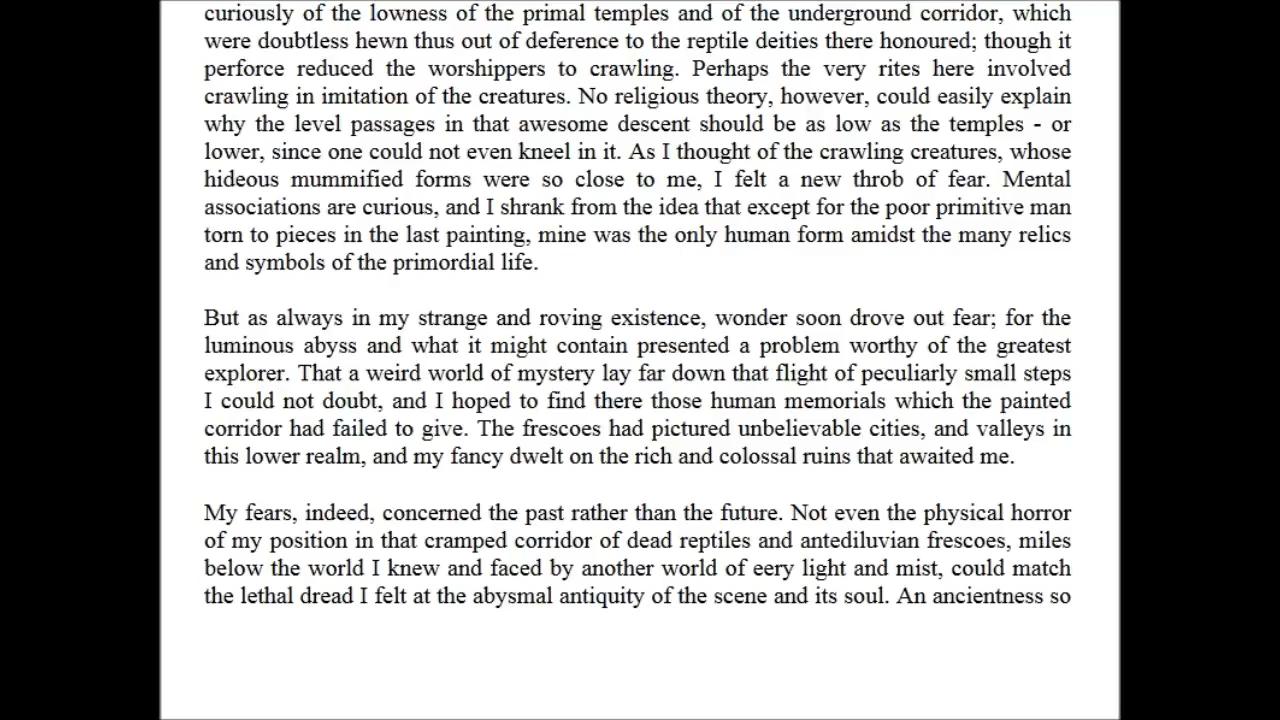 curiously of the lowness of the primal temples and of the underground corridor, which
were doubtless hewn thus out of deference to the reptile deities there honoured; though it
perforce reduced the worshippers to crawling. Perhaps the very rites here involved
crawling in imitation of the creatures. No religious theory, however, could easily explain
why the level passages in that awesome descent should be as low as the temples - or
lower, since one could not even kneel in it. As I thought of the crawling creatures, whose
hideous mummified forms were so close to me, I felt a new throb of fear. Mental
associations are curious, and I shrank from the idea that except for the poor primitive man
torn to pieces in the last painting, mine was the only human form amidst the many relics
and symbols of the primordial life.
But as always in my strange and roving existence, wonder soon drove out fear; for the
luminous abyss and what it might contain presented a problem worthy of the greatest
explorer. That a weird world of mystery lay far down that flight of peculiarly small steps
I could not doubt, and I hoped to find there those human memorials which the painted
corridor had failed to give. The frescoes had pictured unbelievable cities, and valleys in
this lower realm, and my fancy dwelt on the rich and colossal ruins that awaited me.
My fears, indeed, concerned the past rather than the future. Not even the physical horror
of my position in that cramped corridor of dead reptiles and antediluvian frescoes, miles
below the world I knew and faced by another world of eery light and mist, could match
the lethal dread I felt at the abysmal antiquity of the scene and its soul. An ancientness so